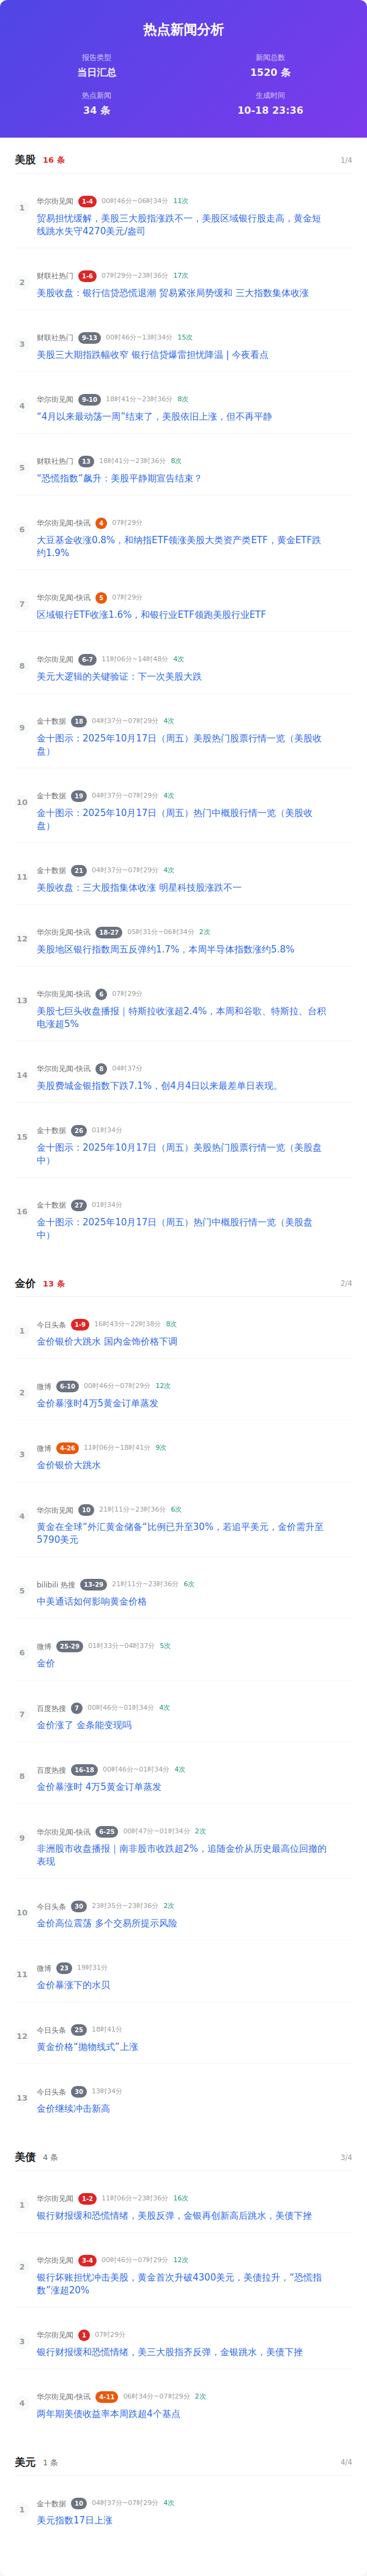 热点新闻分析
报告类型
新闻总数
当日汇总
1520 条
热点新闻
生成时间
34 条
10-18 23:36
美股 16 条 1/4
1
华尔街见闻 1-4 00时46分~06时34分 11次
贸易担忧缓解，美股三大股指涨跌不一，美股区域银行股走高，黄金短
线跳水失守4270美元/盎司
2
财联社热门 1-6 07时29分~23时36分 17次
美股收盘：银行信贷恐慌退潮 贸易紧张局势缓和 三大指数集体收涨
3
财联社热门 9-13 00时46分~13时34分 15次
美股三大期指跌幅收窄 银行信贷爆雷担忧降温 | 今夜看点
4
华尔街见闻 9-10 18时41分~23时36分 8次
“4月以来最动荡一周”结束了，美股依旧上涨，但不再平静
5
财联社热门 13 18时41分~23时36分 8次
“恐慌指数”飙升：美股平静期宣告结束？
6
华尔街见闻-快讯 4 07时29分
大豆基金收涨0.8%，和纳指ETF领涨美股大类资产类ETF，黄金ETF跌
约1.9%
7
华尔街见闻-快讯 5 07时29分
区域银行ETF收涨1.6%，和银行业ETF领跑美股行业ETF
8
华尔街见闻 6-7 11时06分~14时48分 4次
美元大逻辑的关键验证：下一次美股大跌
9
金十数据 18 04时37分~07时29分 4次
金十图示：2025年10月17日（周五）美股热门股票行情一览（美股收
盘）
10
金十数据 19 04时37分~07时29分 4次
金十图示：2025年10月17日（周五）热门中概股行情一览（美股收
盘）
11
金十数据 21 04时37分~07时29分 4次
美股收盘：三大股指集体收涨 明星科技股涨跌不一
12
华尔街见闻-快讯 18-27 05时31分~06时34分 2次
美股地区银行指数周五反弹约1.7%，本周半导体指数涨约5.8%
13
华尔街见闻-快讯 6 07时29分
美股七巨头收盘播报｜特斯拉收涨超2.4%，本周和谷歌、特斯拉、台积
电涨超5%
14
华尔街见闻-快讯 8 04时37分
美股费城金银指数下跌7.1%，创4月4日以来最差单日表现。
15
金十数据 26 01时34分
金十图示：2025年10月17日（周五）美股热门股票行情一览（美股盘
中）
16
金十数据 27 01时34分
金十图示：2025年10月17日（周五）热门中概股行情一览（美股盘
中）
金价 13 条 2/4
1
今日头条 1-9 16时43分~22时38分 8次
金价银价大跳水 国内金饰价格下调
2
微博 6-10 00时46分~07时29分 12次
金价暴涨时4万5黄金订单蒸发
3
微博 4-26 11时06分~18时41分 9次
金价银价大跳水
4
华尔街见闻 10 21时11分~23时36分 6次
黄金在全球“外汇黄金储备“比例已升至30%，若追平美元，金价需升至
5790美元
5
bilibili 热搜 13-29 21时11分~23时36分 6次
中美通话如何影响黄金价格
6
微博 25-29 01时33分~04时37分 5次
金价
7
百度热搜 7 00时46分~01时34分 4次
金价涨了 金条能变现吗
8
百度热搜 16-18 00时46分~01时34分 4次
金价暴涨时 4万5黄金订单蒸发
9
华尔街见闻-快讯 6-25 00时47分~01时34分 2次
非洲股市收盘播报｜南非股市收跌超2%，追随金价从历史最高位回撤的
表现
10
今日头条 30 23时35分~23时36分 2次
金价高位震荡 多个交易所提示风险
11
微博 23 19时31分
金价暴涨下的水贝
12
今日头条 25 18时41分
黄金价格“抛物线式”上涨
13
今日头条 30 13时34分
金价继续冲击新高
美债 4 条 3/4
1
华尔街见闻 1-2 11时06分~23时36分 16次
银行财报缓和恐慌情绪，美股反弹，金银再创新高后跳水，美债下挫
2
华尔街见闻 3-4 00时46分~07时29分 12次
银行坏账担忧冲击美股，黄金首次升破4300美元，美债拉升，“恐慌指
数”涨超20%
3
华尔街见闻 1 07时29分
银行财报缓和恐慌情绪，美三大股指齐反弹，金银跳水，美债下挫
4
华尔街见闻-快讯 4-11 06时34分~07时29分 2次
两年期美债收益率本周跌超4个基点
美元 1 条 4/4
1
金十数据 10 04时37分~07时29分 4次
美元指数17日上涨